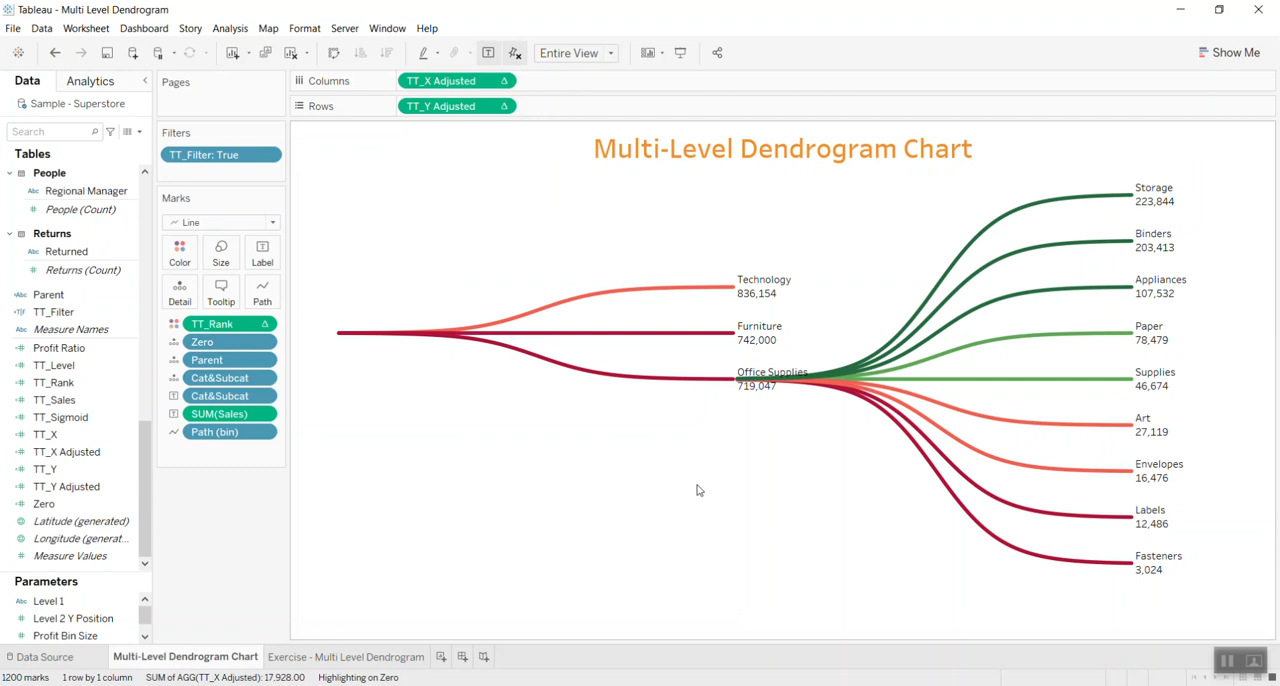 Tableau - Multi Level Dendrogram
File Data Worksheet Dashboard Story Analysis Map Format Server Window Help
Entire View
Show Me
Data Analytics
Sample - Superstore
Search
Tables
People
Abc Regional Manager
# People (Count)
Returns
Abc Returned
# Returns (Count)
=Abc Parent
=T|F TT_Filter
Abc Measure Names
=# Profit Ratio
=# TT_Level
=# TT_Rank
=# TT_Sales
=# TT_Sigmoid
=# TT_X
=# TT_X Adjusted
=# TT_Y
=# TT_Y Adjusted
=# Zero
Latitude (generated)
Longitude (generat...
# Measure Values
Parameters
Abc Level 1
# Level 2 Y Position
# Profit Bin Size
Pages
Filters
TT_Filter: True
Marks
Line
Color Size Label
Detail Tooltip Path
TT_Rank Δ
Zero
Parent
Cat&Subcat
Cat&Subcat
SUM(Sales)
Path (bin)
Columns TT_X Adjusted Δ
Rows TT_Y Adjusted Δ
Multi-Level Dendrogram Chart
Technology
836,154
Furniture
742,000
Office Supplies
719,047
Storage
223,844
Binders
203,413
Appliances
107,532
Paper
78,479
Supplies
46,674
Art
27,119
Envelopes
16,476
Labels
12,486
Fasteners
3,024
Data Source Multi-Level Dendrogram Chart Exercise - Multi Level Dendrogram
1200 marks 1 row by 1 column SUM of AGG(TT_X Adjusted): 17,928.00 Highlighting on Zero